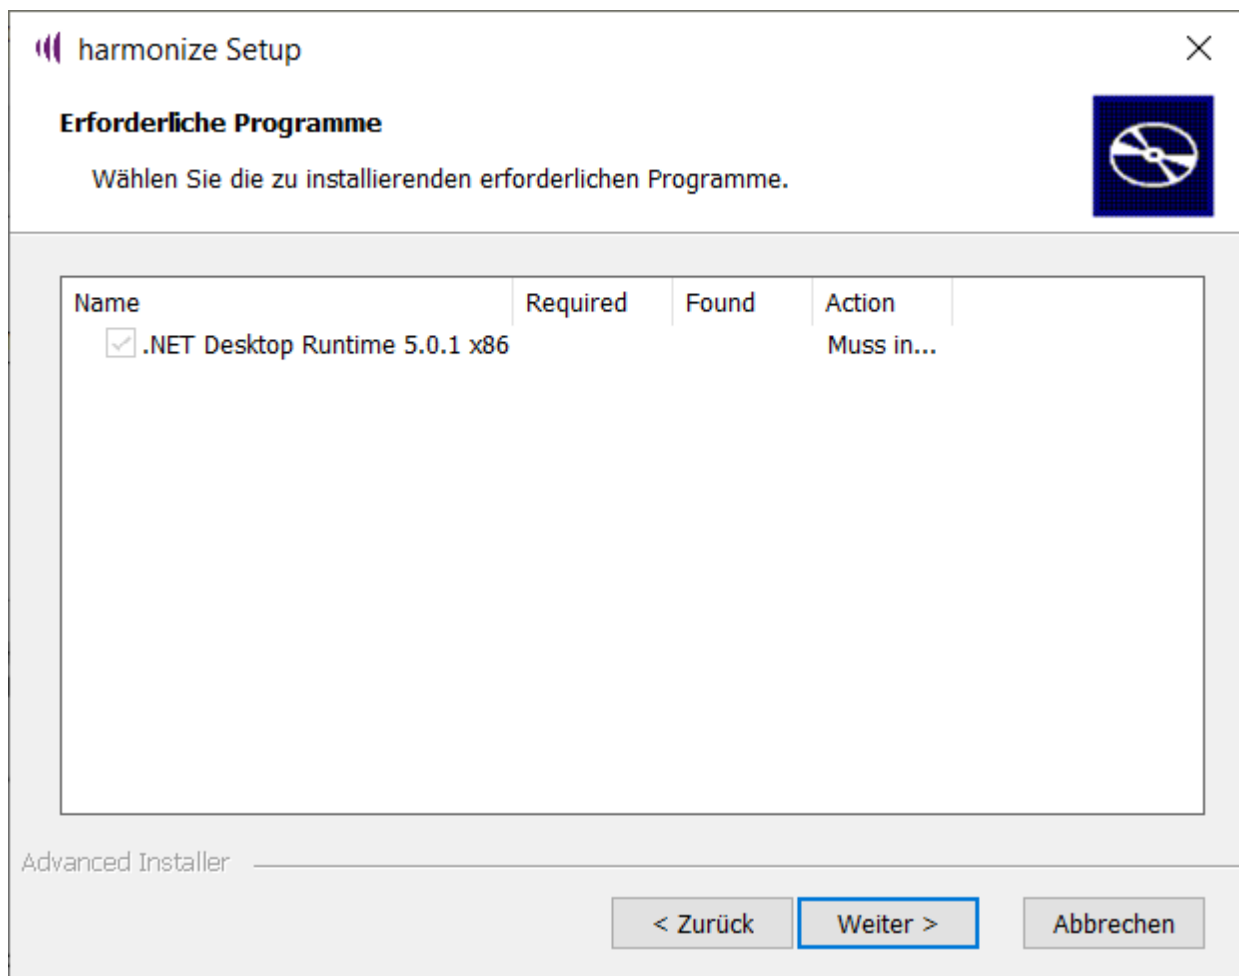 harmonize Setup
Erforderliche Programme
Wählen Sie die zu installierenden erforderlichen Programme.
Name Required Found Action
.NET Desktop Runtime 5.0.1 x86 Muss in...
Advanced Installer
< Zurück Weiter > Abbrechen